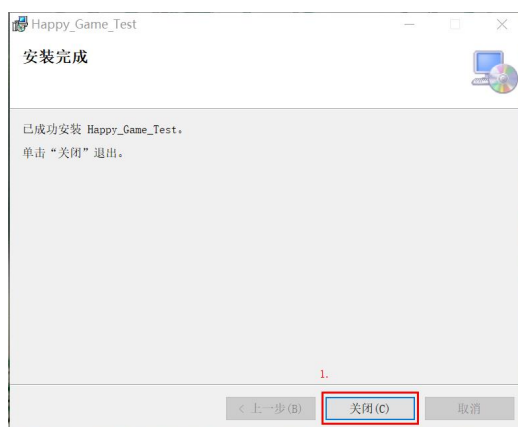 Happy_Game_Test
安装完成
已成功安装 Happy_Game_Test。
单击“关闭”退出。
1.
< 上一步(B)
关闭(C)
取消